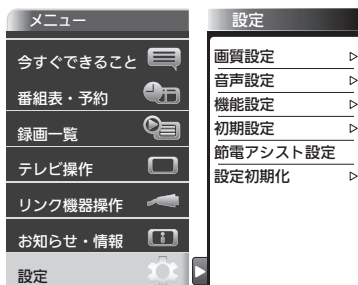 メニュー
今すぐできること
番組表・予約
録画一覧
テレビ操作
リンク機器操作
お知らせ・情報
設定
設定
画質設定
音声設定
機能設定
初期設定
節電アシスト設定
設定初期化